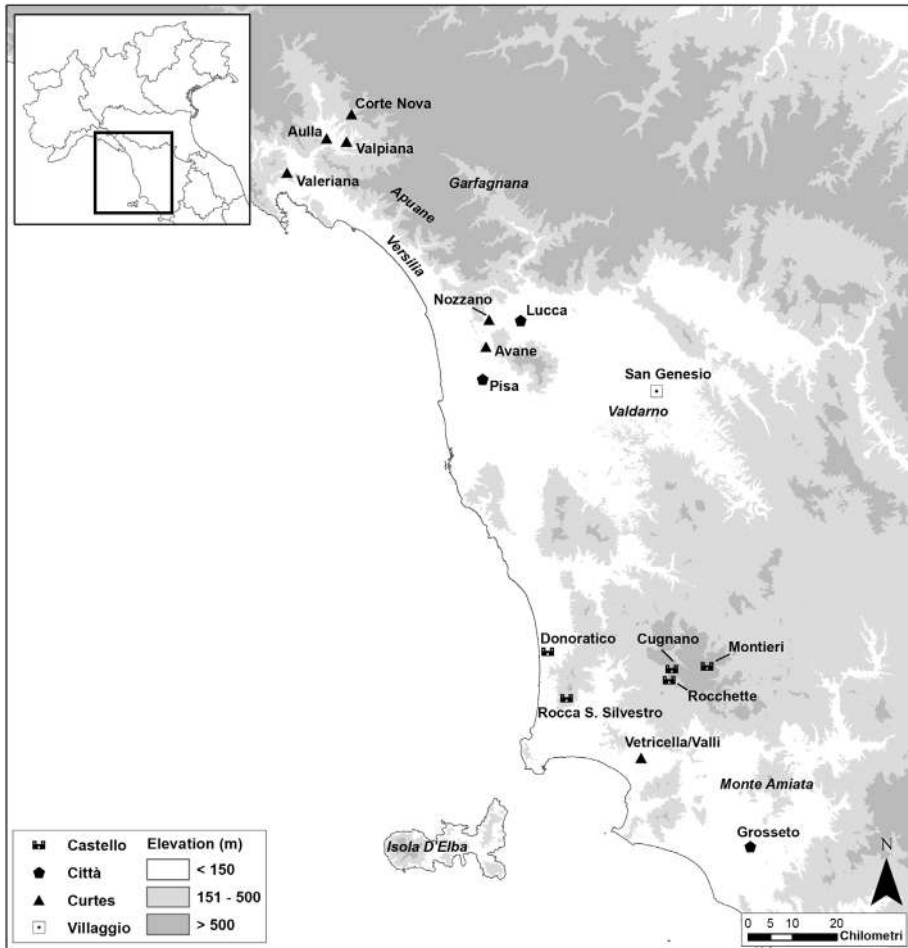 Corte Nova
Aulla
Valpiana
Valeriana
Garfagnana
Apuane
Versilia
Nozzano
Lucca
Avane
Pisa
San Genesio
Valdarno
Donoratico
Cugnano
Montieri
Rocchette
Rocca S. Silvestro
Vetricella/Valli
Monte Amiata
Grosseto
Isola D'Elba
Castello
Città
Curtes
Villaggio
Elevation (m)
< 150
151 - 500
> 500
N
0 5 10 20
Chilometri